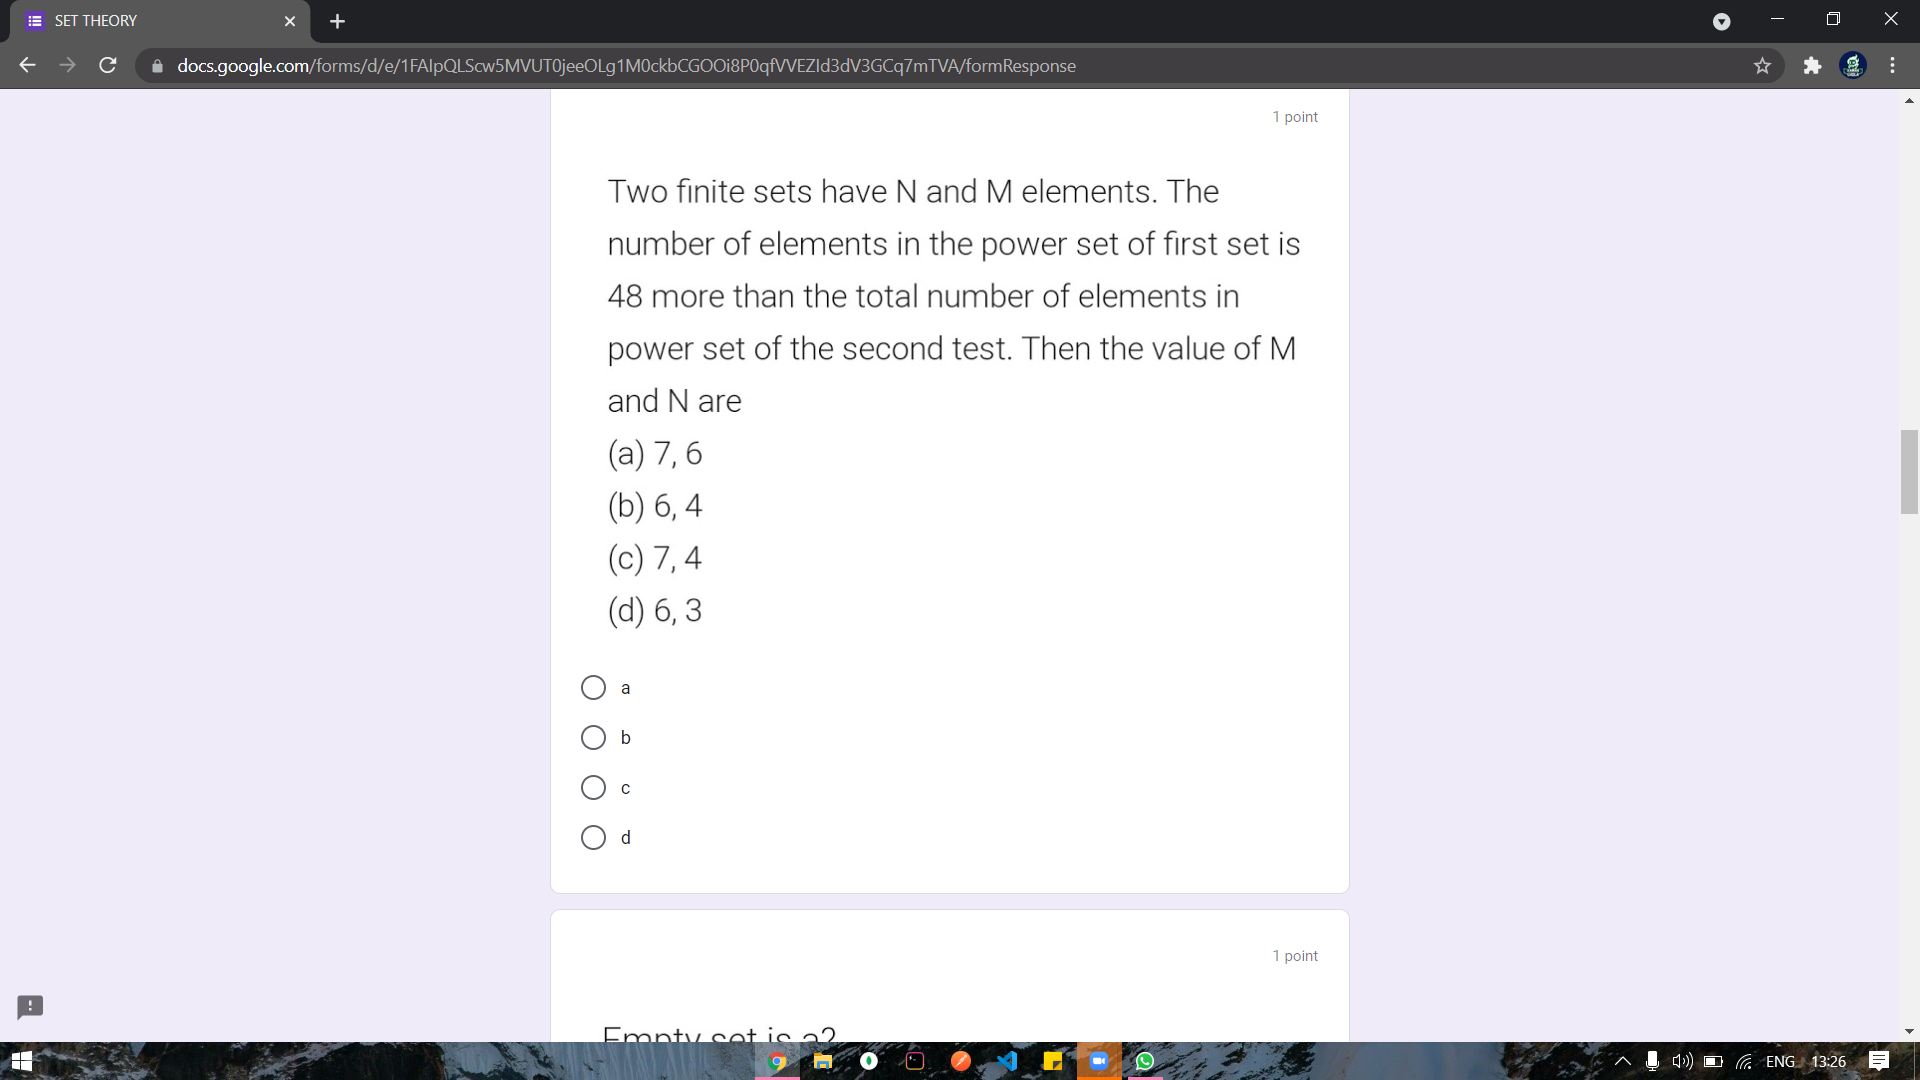 SET THEORY
docs.google.com/forms/d/e/1FAIpQLScw5MVUT0jeeOLg1M0ckbCGOOi8P0qfVVEZId3dV3GCq7mTVA/formResponse
1 point
Two finite sets have N and M elements. The
number of elements in the power set of first set is
48 more than the total number of elements in
power set of the second test. Then the value of M
and N are
(a) 7, 6
(b) 6, 4
(c) 7, 4
(d) 6, 3
a
b
c
d
1 point
Empty set is a?
ENG 13:26